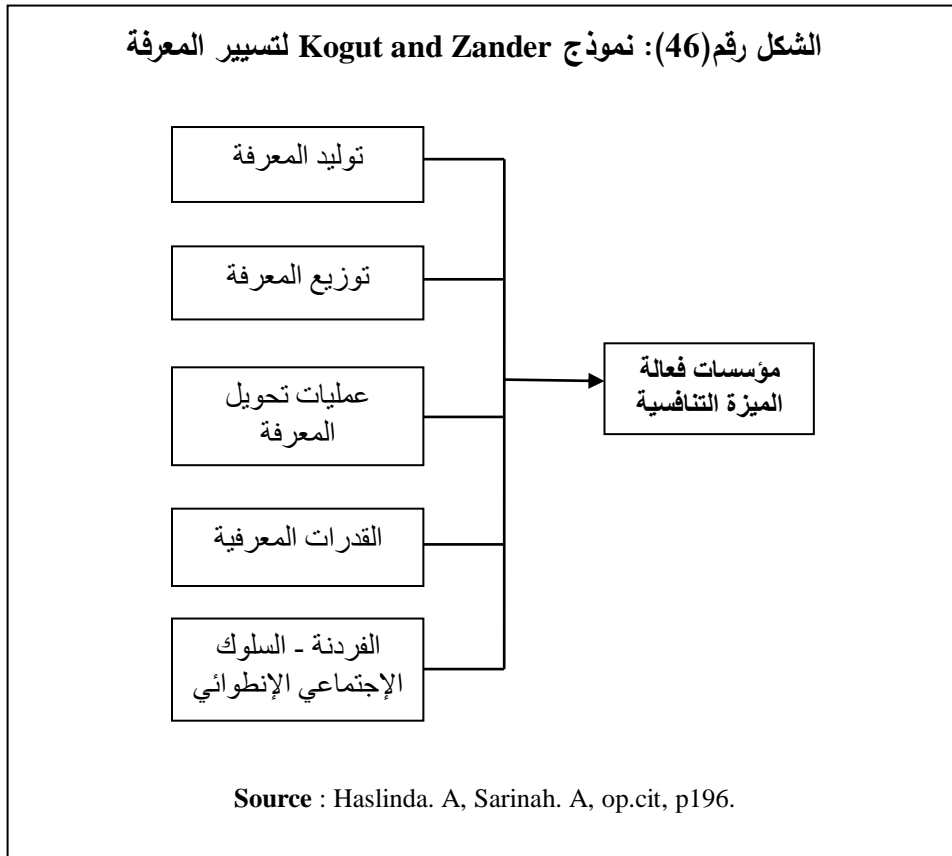 الشكل رقم(46): نموذج Kogut and Zander لتسيير المعرفة
توليد المعرفة
توزيع المعرفة
عمليات تحويل
المعرفة
القدرات المعرفية
الفردنة - السلوك
الإجتماعي الإنطوائي
مؤسسات فعالة
الميزة التنافسية
Source : Haslinda. A, Sarinah. A, op.cit, p196.